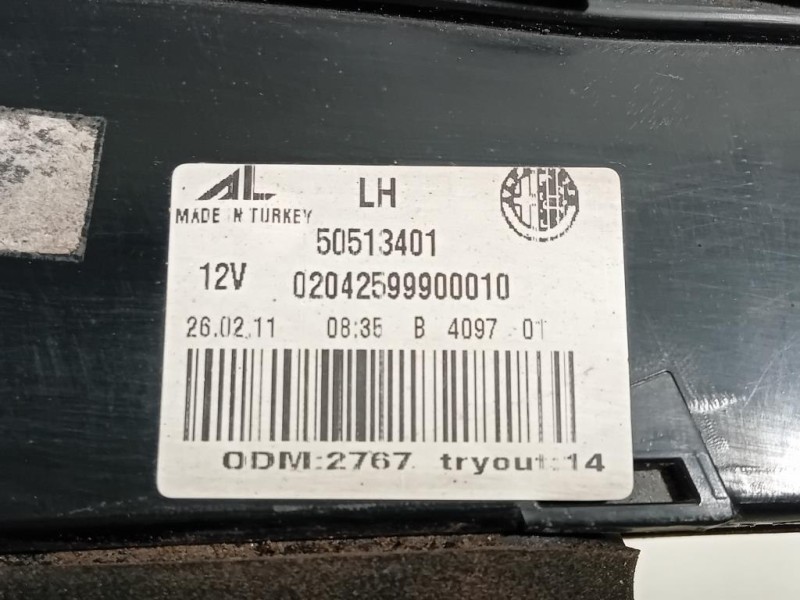 AL LH
MADE IN TURKEY
50513401
12V 02042599900010
26.02.11 08:35 B 4097 01
ODM:2767 tryout:14